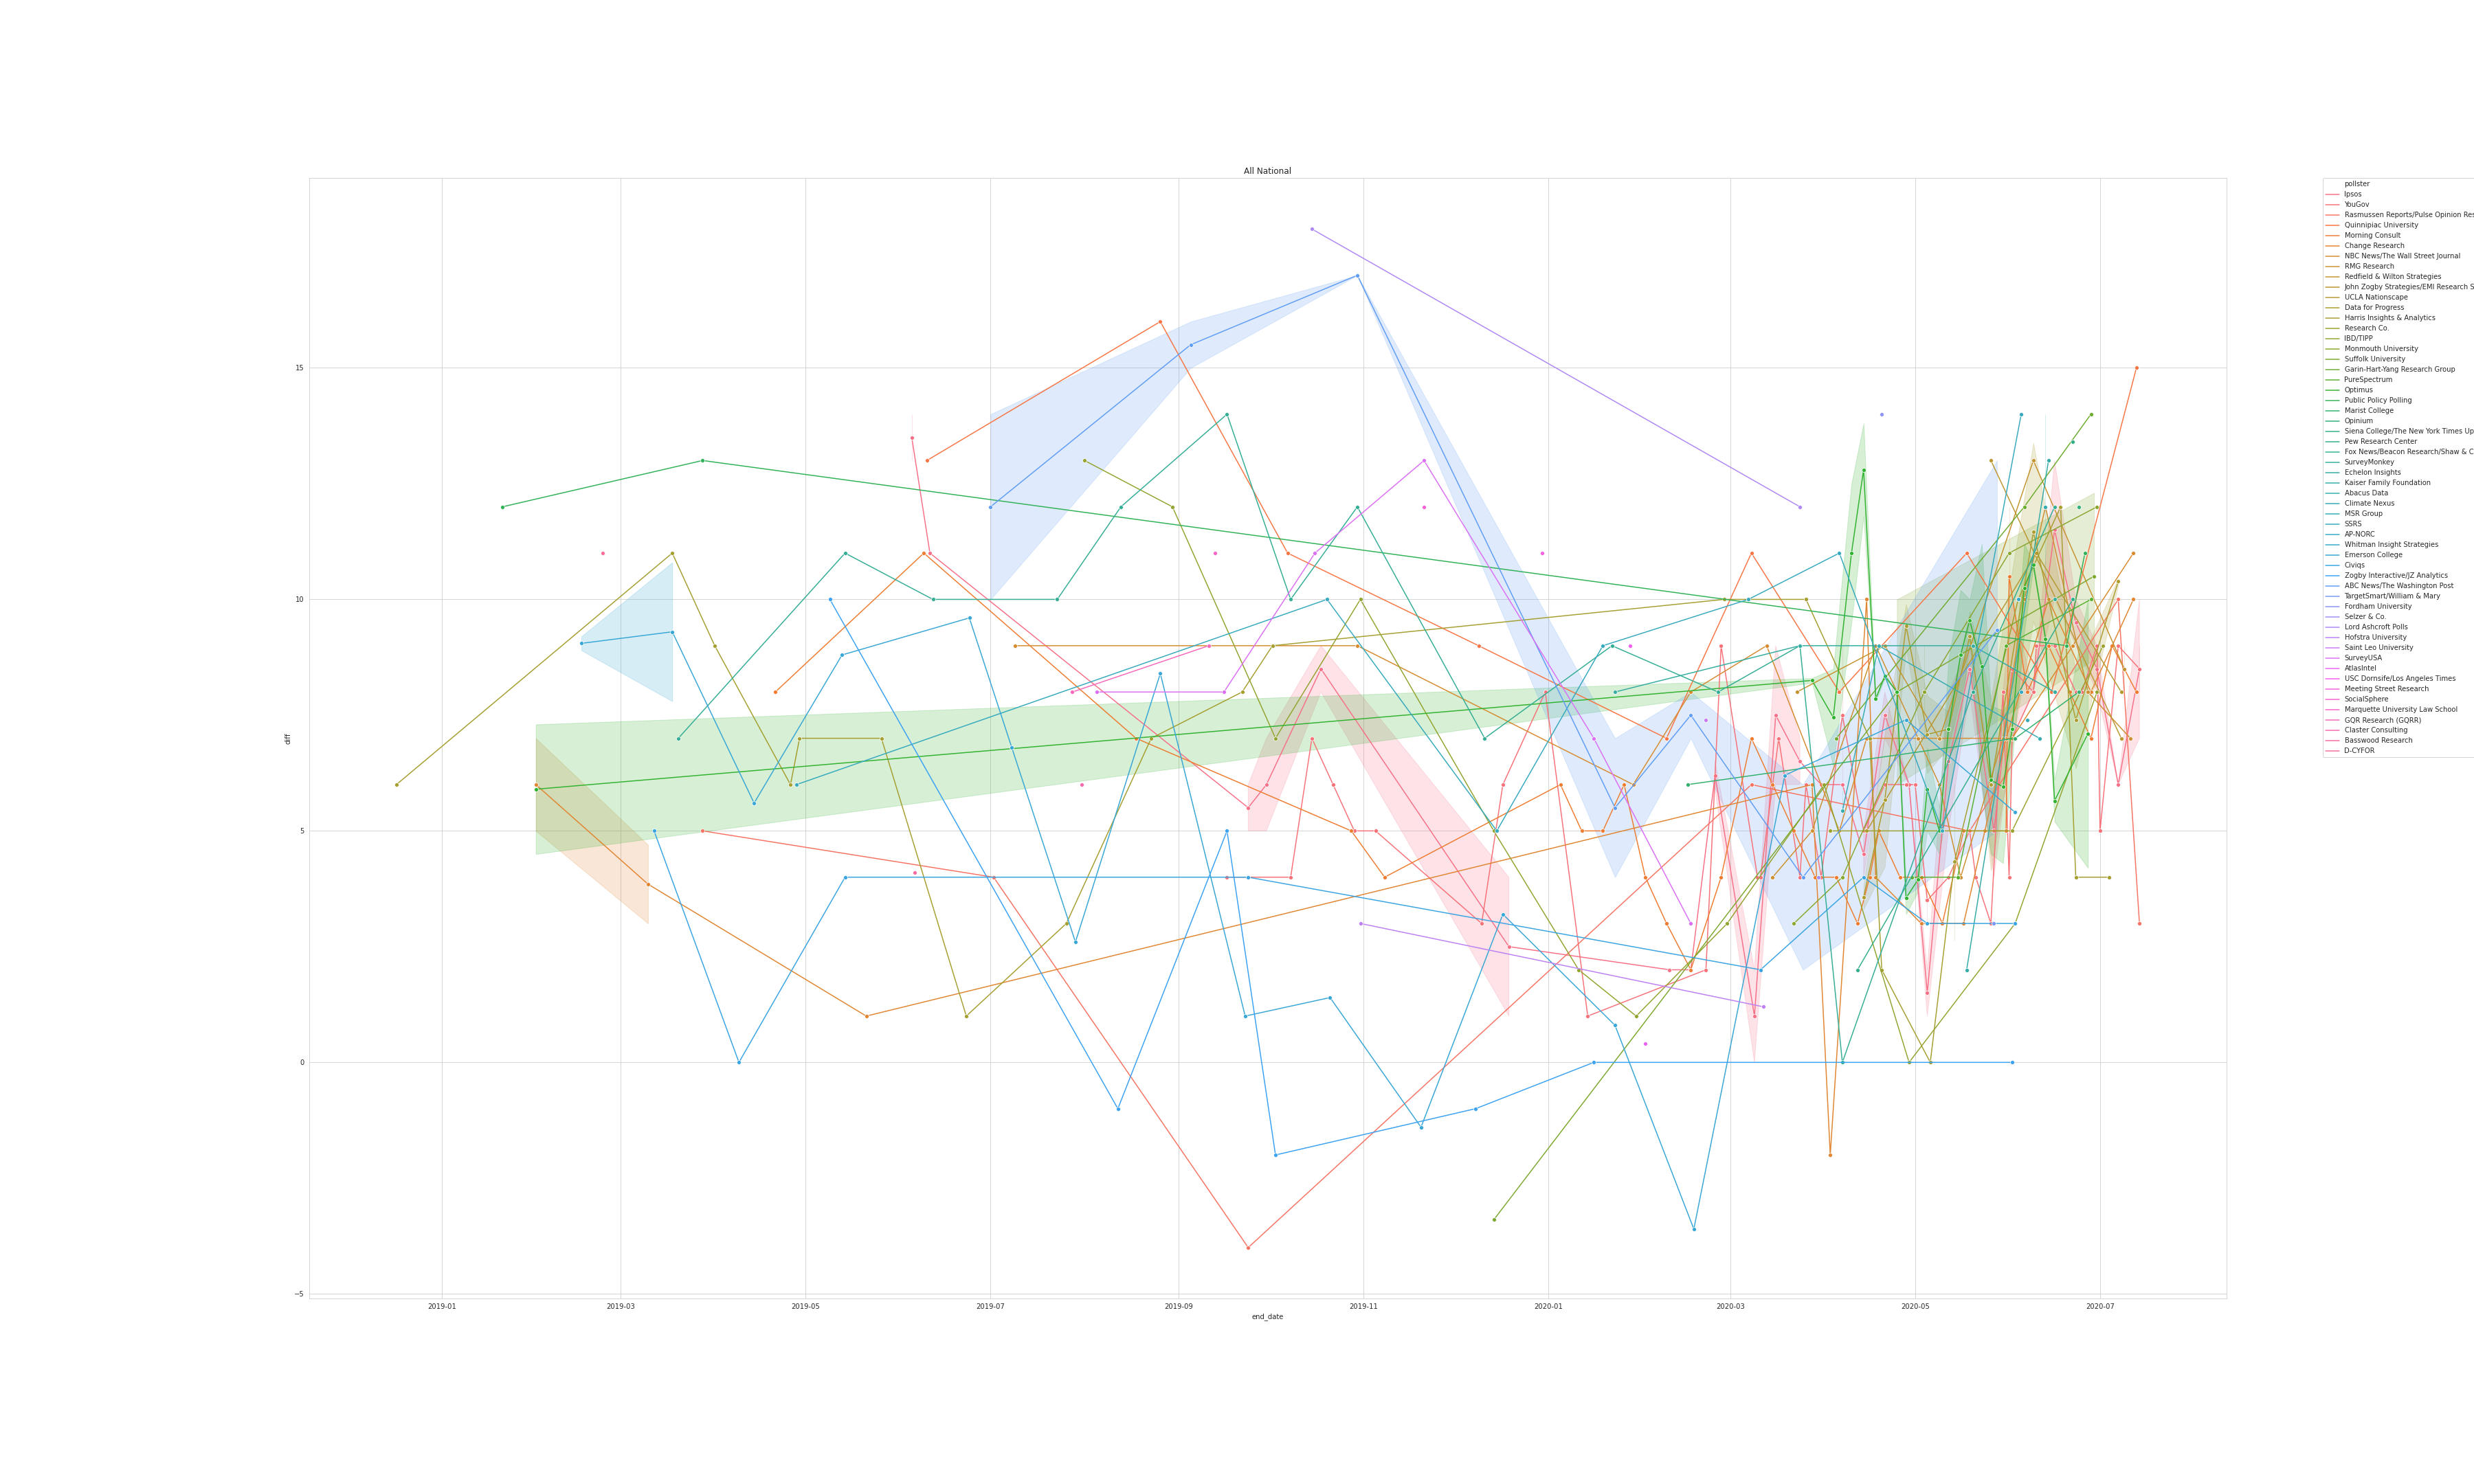 All National
diff
15
10
5
0
−5
2019-01
2019-03
2019-05
2019-07
2019-09
2019-11
2020-01
2020-03
2020-05
2020-07
end_date
pollster
Ipsos
YouGov
Rasmussen Reports/Pulse Opinion Res
Quinnipiac University
Morning Consult
Change Research
NBC News/The Wall Street Journal
RMG Research
Redfield & Wilton Strategies
John Zogby Strategies/EMI Research S
UCLA Nationscape
Data for Progress
Harris Insights & Analytics
Research Co.
IBD/TIPP
Monmouth University
Suffolk University
Garin-Hart-Yang Research Group
PureSpectrum
Optimus
Public Policy Polling
Marist College
Opinium
Siena College/The New York Times Up
Pew Research Center
Fox News/Beacon Research/Shaw & C
SurveyMonkey
Echelon Insights
Kaiser Family Foundation
Abacus Data
Climate Nexus
MSR Group
SSRS
AP-NORC
Whitman Insight Strategies
Emerson College
Civiqs
Zogby Interactive/JZ Analytics
ABC News/The Washington Post
TargetSmart/William & Mary
Fordham University
Selzer & Co.
Lord Ashcroft Polls
Hofstra University
Saint Leo University
SurveyUSA
AtlasIntel
USC Dornsife/Los Angeles Times
Meeting Street Research
SocialSphere
Marquette University Law School
GQR Research (GQRR)
Claster Consulting
Basswood Research
D-CYFOR